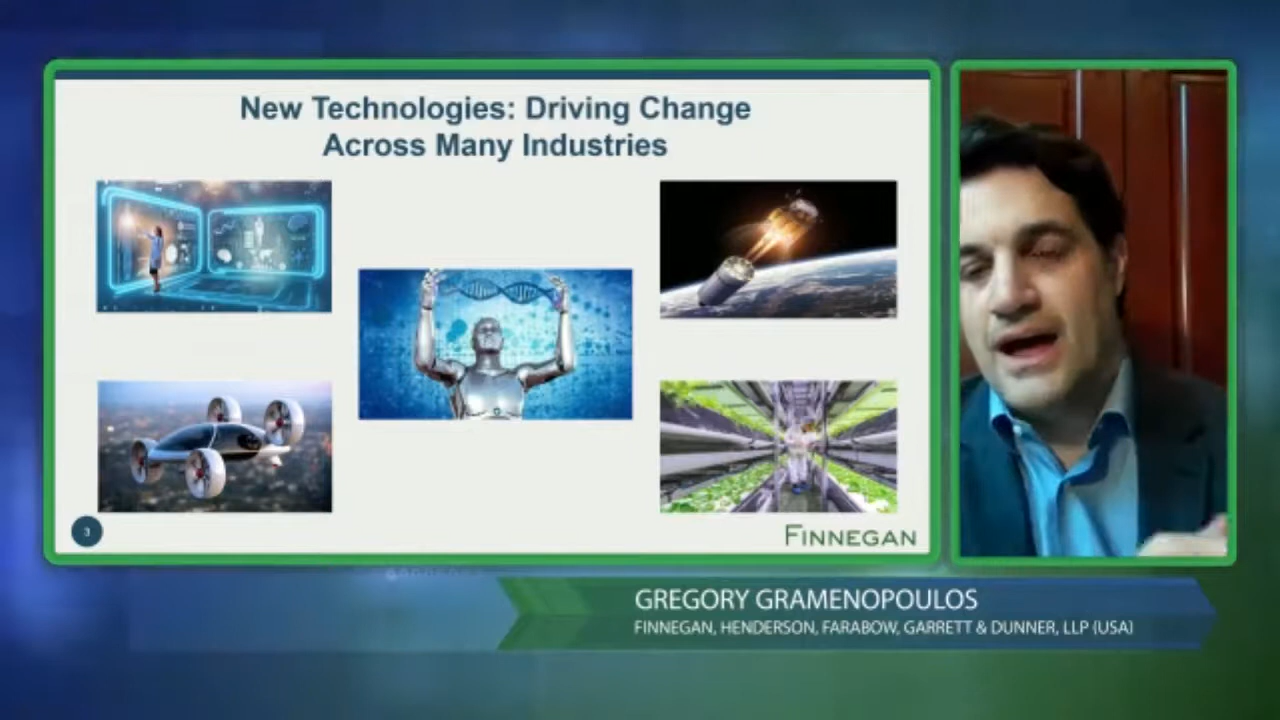 New Technologies: Driving Change
Across Many Industries
3
FINNEGAN
GREGORY GRAMENOPOULOS
FINNEGAN, HENDERSON, FARABOW, GARRETT & DUNNER, LLP (USA)